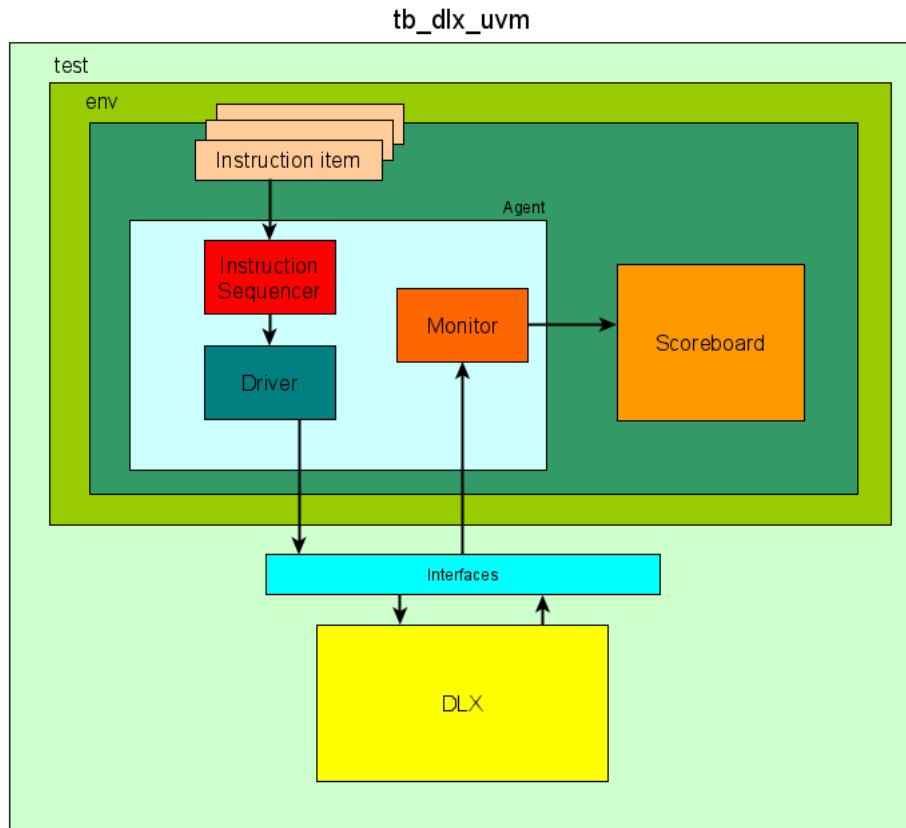 tb_dlx_uvm
test
env
Instruction item
Agent
Instruction
Sequencer
Monitor
Scoreboard
Driver
Interfaces
DLX